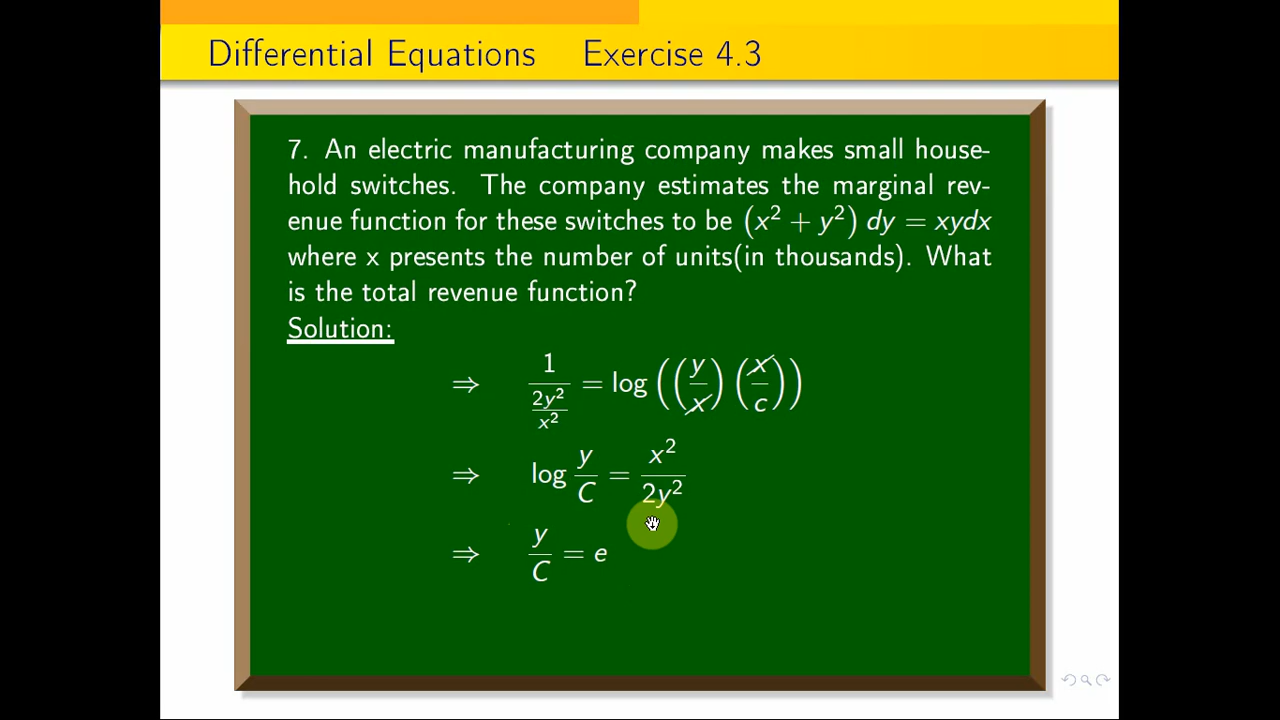 Differential Equations Exercise 4.3
7. An electric manufacturing company makes small house-
hold switches. The company estimates the marginal rev-
enue function for these switches to be (x² + y²) dy = xydx
where x presents the number of units(in thousands). What
is the total revenue function?
Solution:
⇒ 1/(2y²/x²) = log ((y/x) (x/c))
⇒ log y/C = x²/2y²
⇒ y/C = e